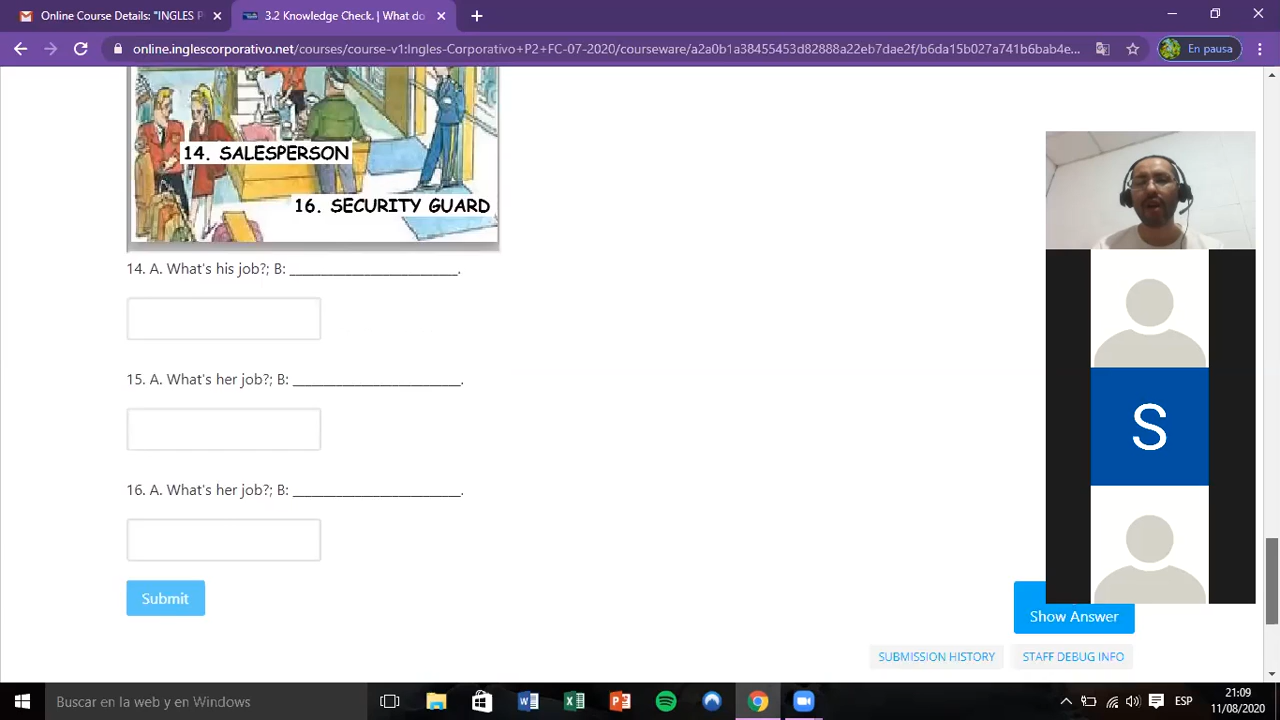 Online Course Details: "INGLES P
3.2 Knowledge Check. | What do
online.inglescorporativo.net/courses/course-v1:Ingles-Corporativo+P2+FC-07-2020/courseware/a2a0b1a38455453d82888a22eb7dae2f/b6da15b027a741b6bab4e...
En pausa
14. SALESPERSON
16. SECURITY GUARD
14. A. What's his job?; B: ________________________.
15. A. What's her job?; B: ________________________.
16. A. What's her job?; B: ________________________.
Submit
S
Show Answer
SUBMISSION HISTORY
STAFF DEBUG INFO
Buscar en la web y en Windows
ESP
21:09
11/08/2020